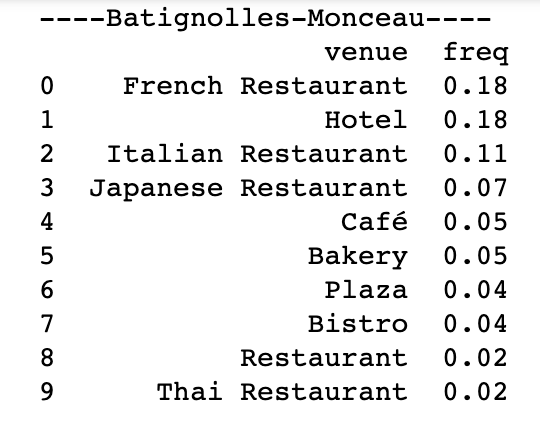 ----Batignolles-Monceau----
venue freq
0 French Restaurant 0.18
1 Hotel 0.18
2 Italian Restaurant 0.11
3 Japanese Restaurant 0.07
4 Café 0.05
5 Bakery 0.05
6 Plaza 0.04
7 Bistro 0.04
8 Restaurant 0.02
9 Thai Restaurant 0.02